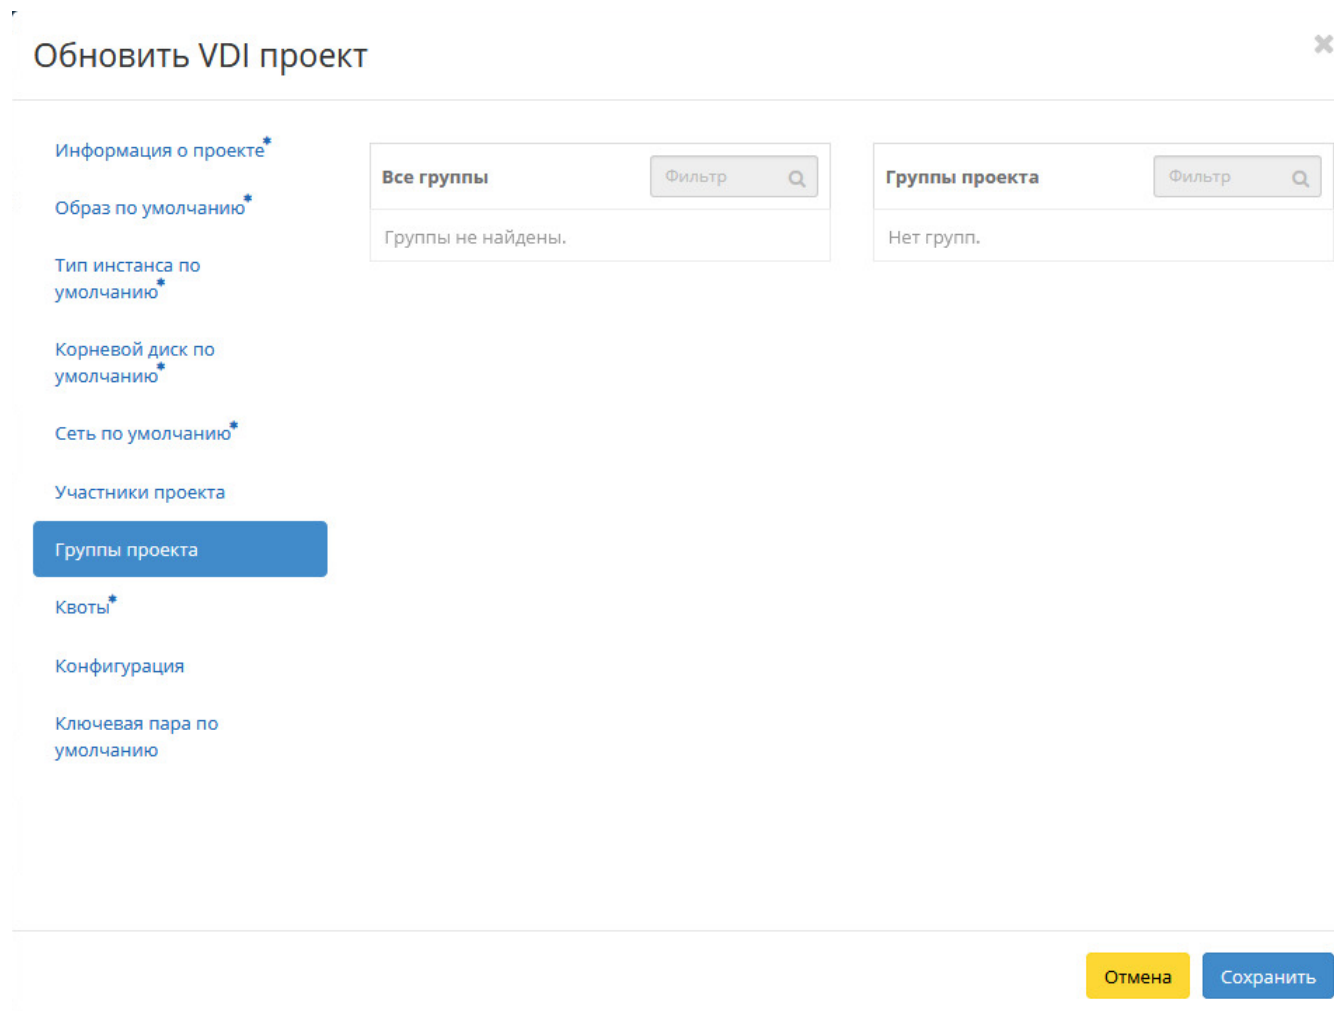 Обновить VDI проект
Информация о проекте*
Образ по умолчанию*
Тип инстанса по
умолчанию*
Корневой диск по
умолчанию*
Сеть по умолчанию*
Участники проекта
Группы проекта
Квоты*
Конфигурация
Ключевая пара по
умолчанию
Все группы
Фильтр
Группы не найдены.
Группы проекта
Фильтр
Нет групп.
Отмена
Сохранить